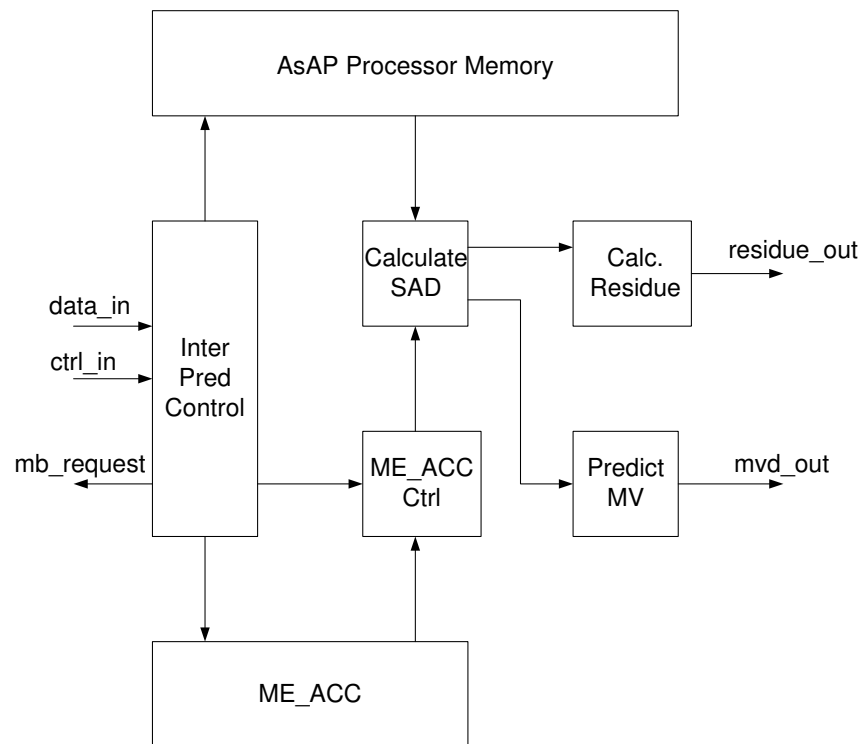 AsAP Processor Memory
Calculate
SAD
Calc.
Residue
residue_out
data_in
ctrl_in
Inter
Pred
Control
mb_request
ME_ACC
Ctrl
Predict
MV
mvd_out
ME_ACC